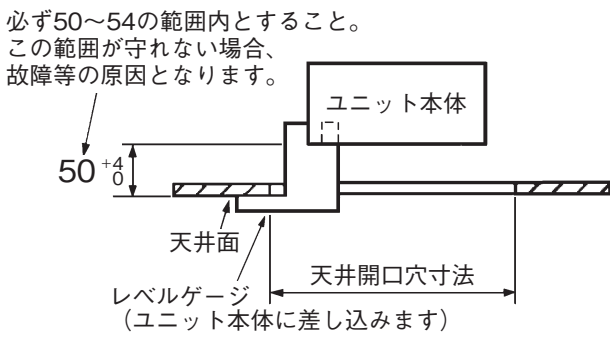 必ず50～54の範囲内とすること。
この範囲が守れない場合、
故障等の原因となります。
ユニット本体
50 +4 0
天井面
天井開口穴寸法
レベルゲージ
（ユニット本体に差し込みます）